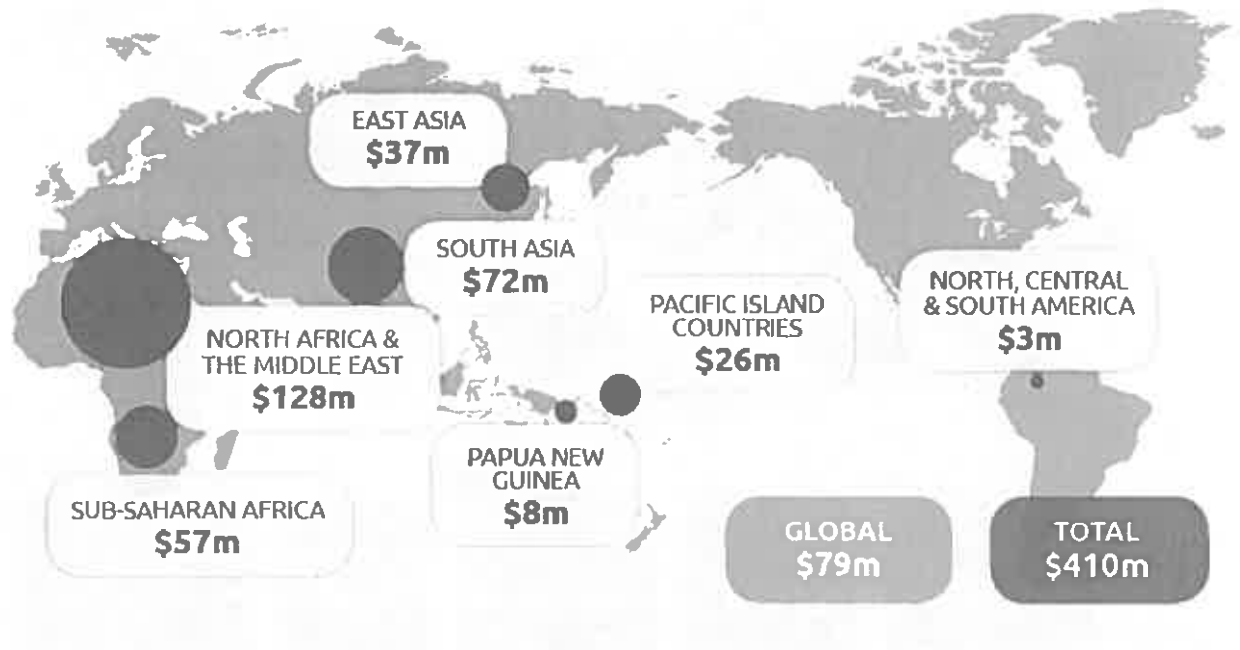 EAST ASIA
$37m
SOUTH ASIA
$72m
NORTH AFRICA &
THE MIDDLE EAST
$128m
SUB-SAHARAN AFRICA
$57m
PAPUA NEW
GUINEA
$8m
PACIFIC ISLAND
COUNTRIES
$26m
NORTH, CENTRAL
& SOUTH AMERICA
$3m
GLOBAL
$79m
TOTAL
$410m